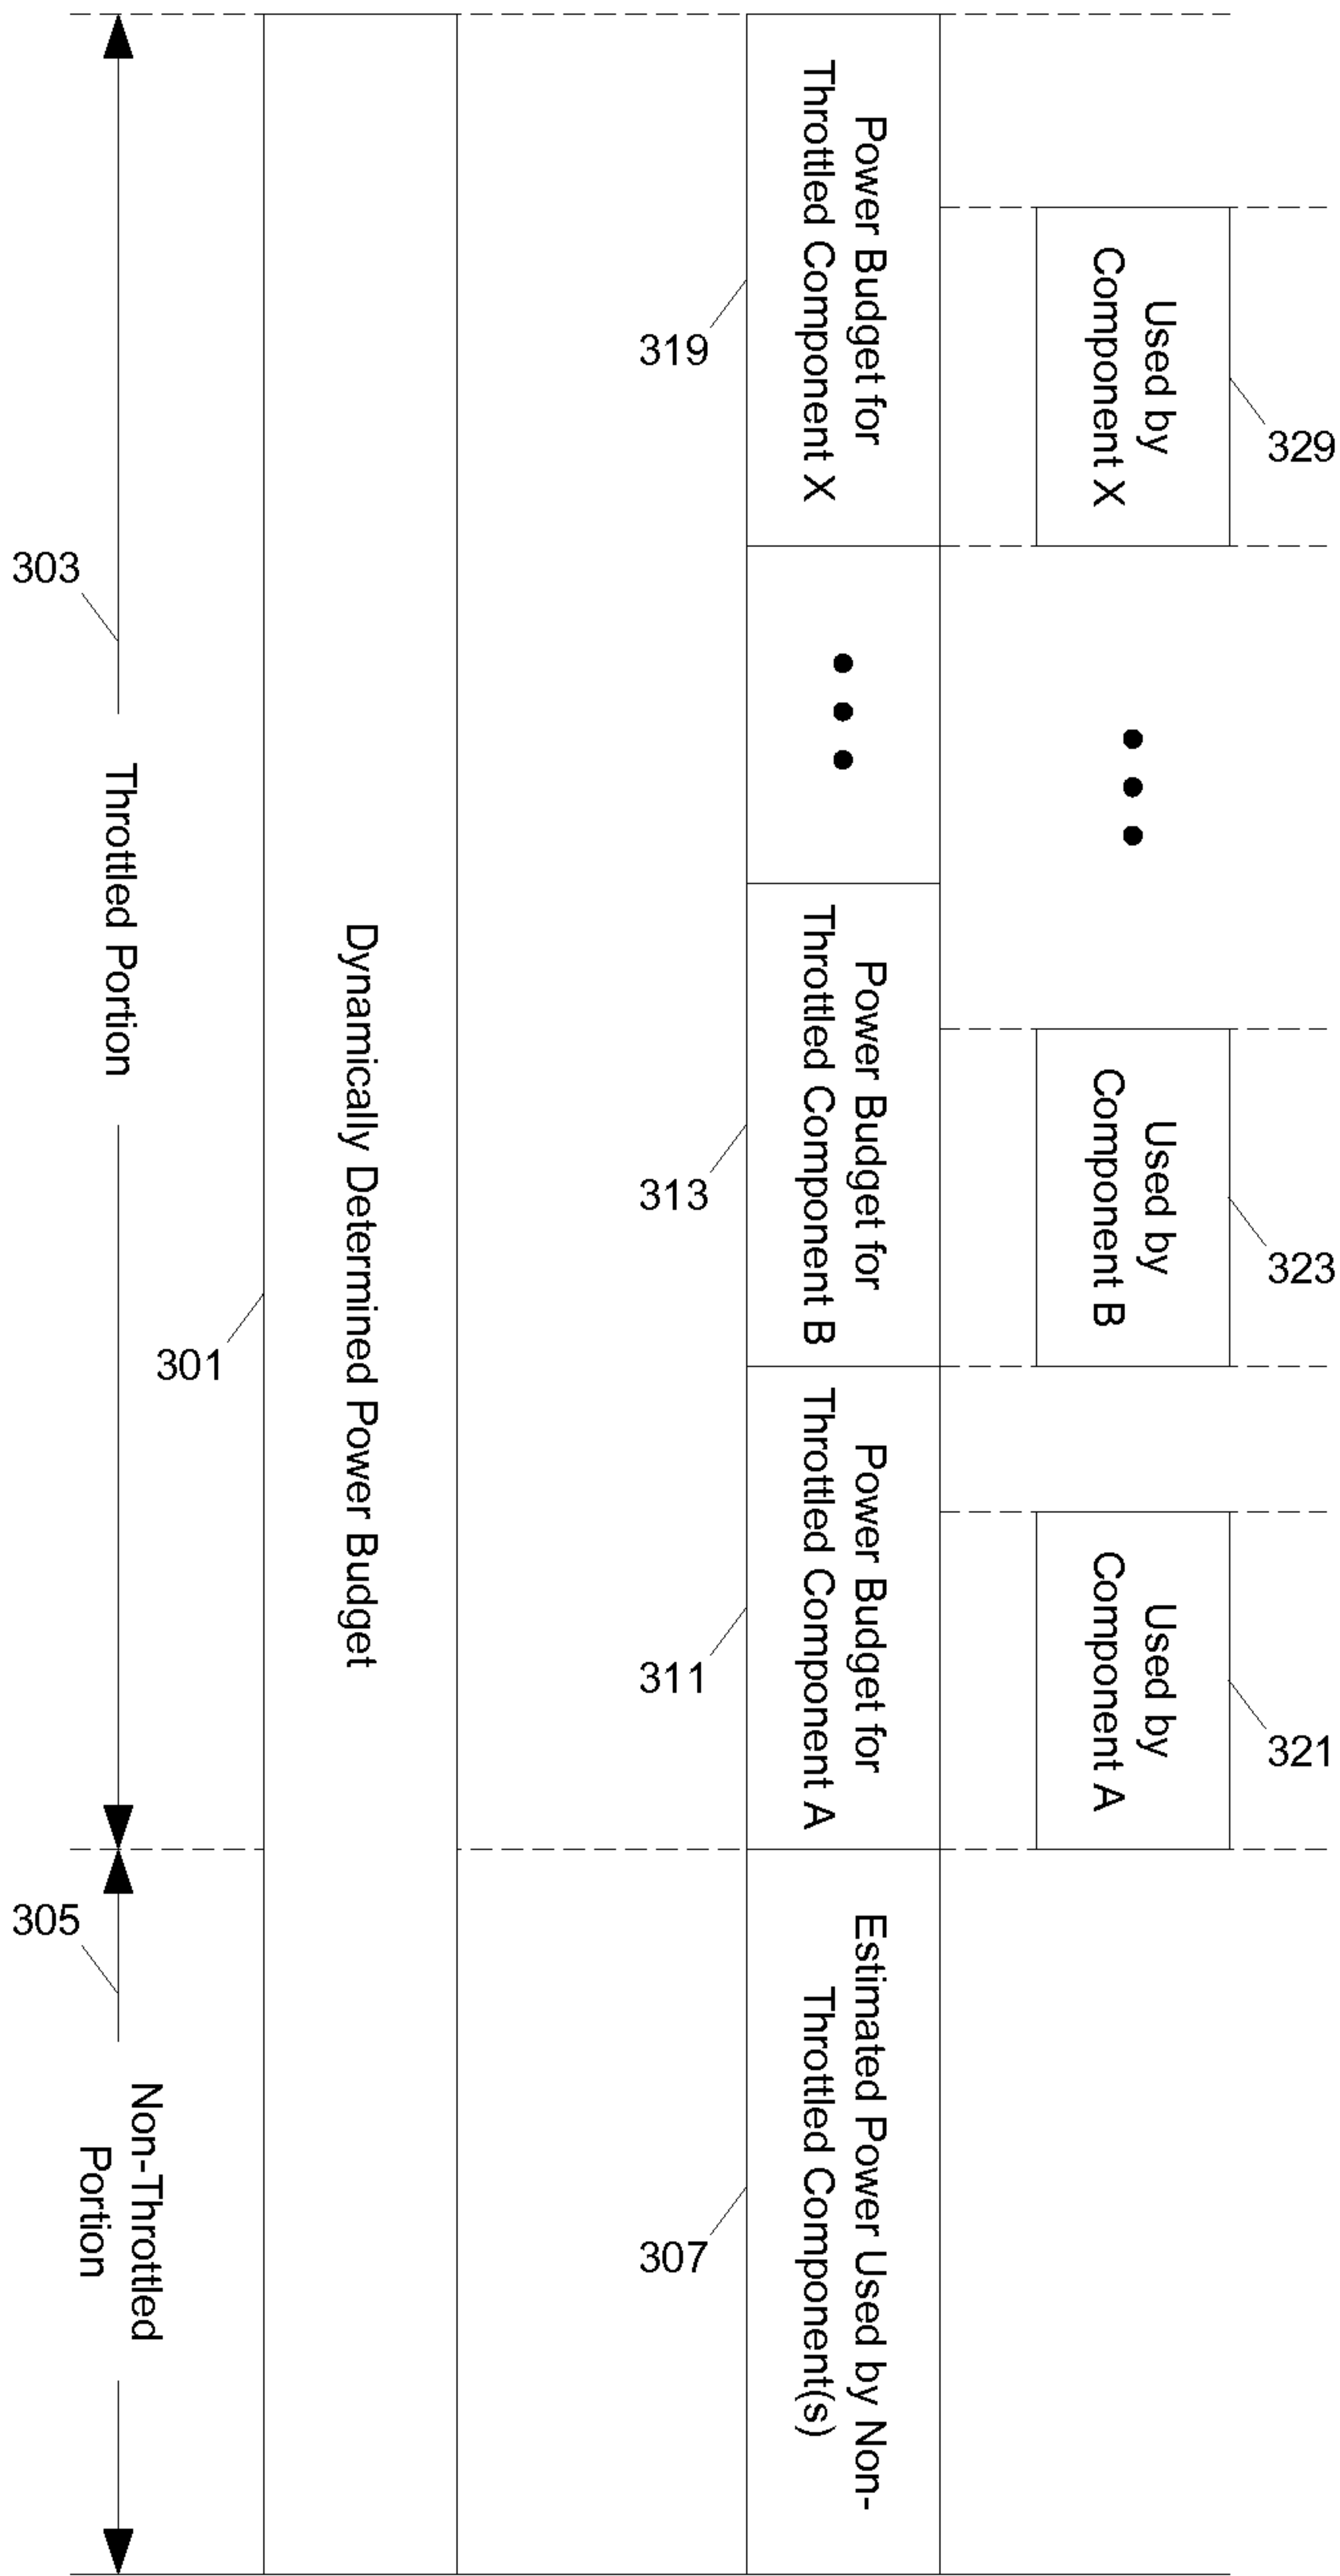 329
323
321
Used by
Component X
Used by
Component B
Used by
Component A
Power Budget for
Throttled Component X
Power Budget for
Throttled Component B
Power Budget for
Throttled Component A
Estimated Power Used by Non-
Throttled Component(s)
319
313
311
307
Dynamically Determined Power Budget
301
Throttled Portion
Non-Throttled
Portion
303
305